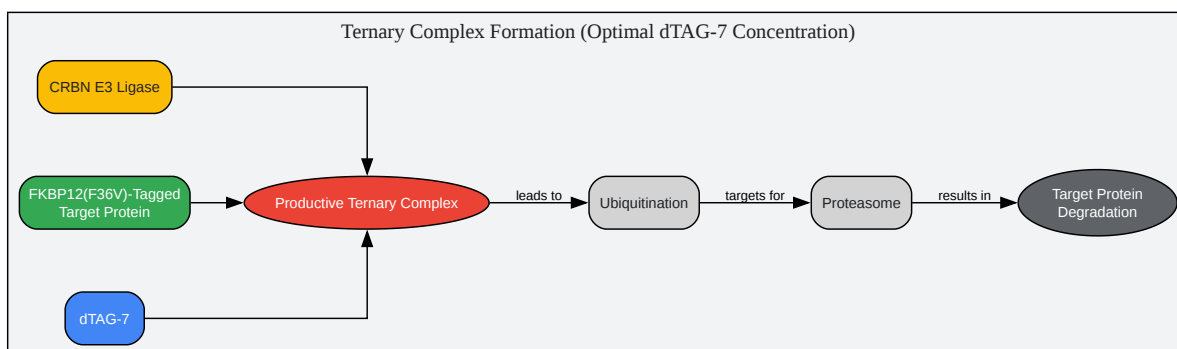 Ternary Complex Formation (Optimal dTAG-7 Concentration)
CRBN E3 Ligase
FKBP12(F36V)-Tagged
Target Protein
dTAG-7
Productive Ternary Complex
leads to
Ubiquitination
targets for
Proteasome
results in
Target Protein
Degradation